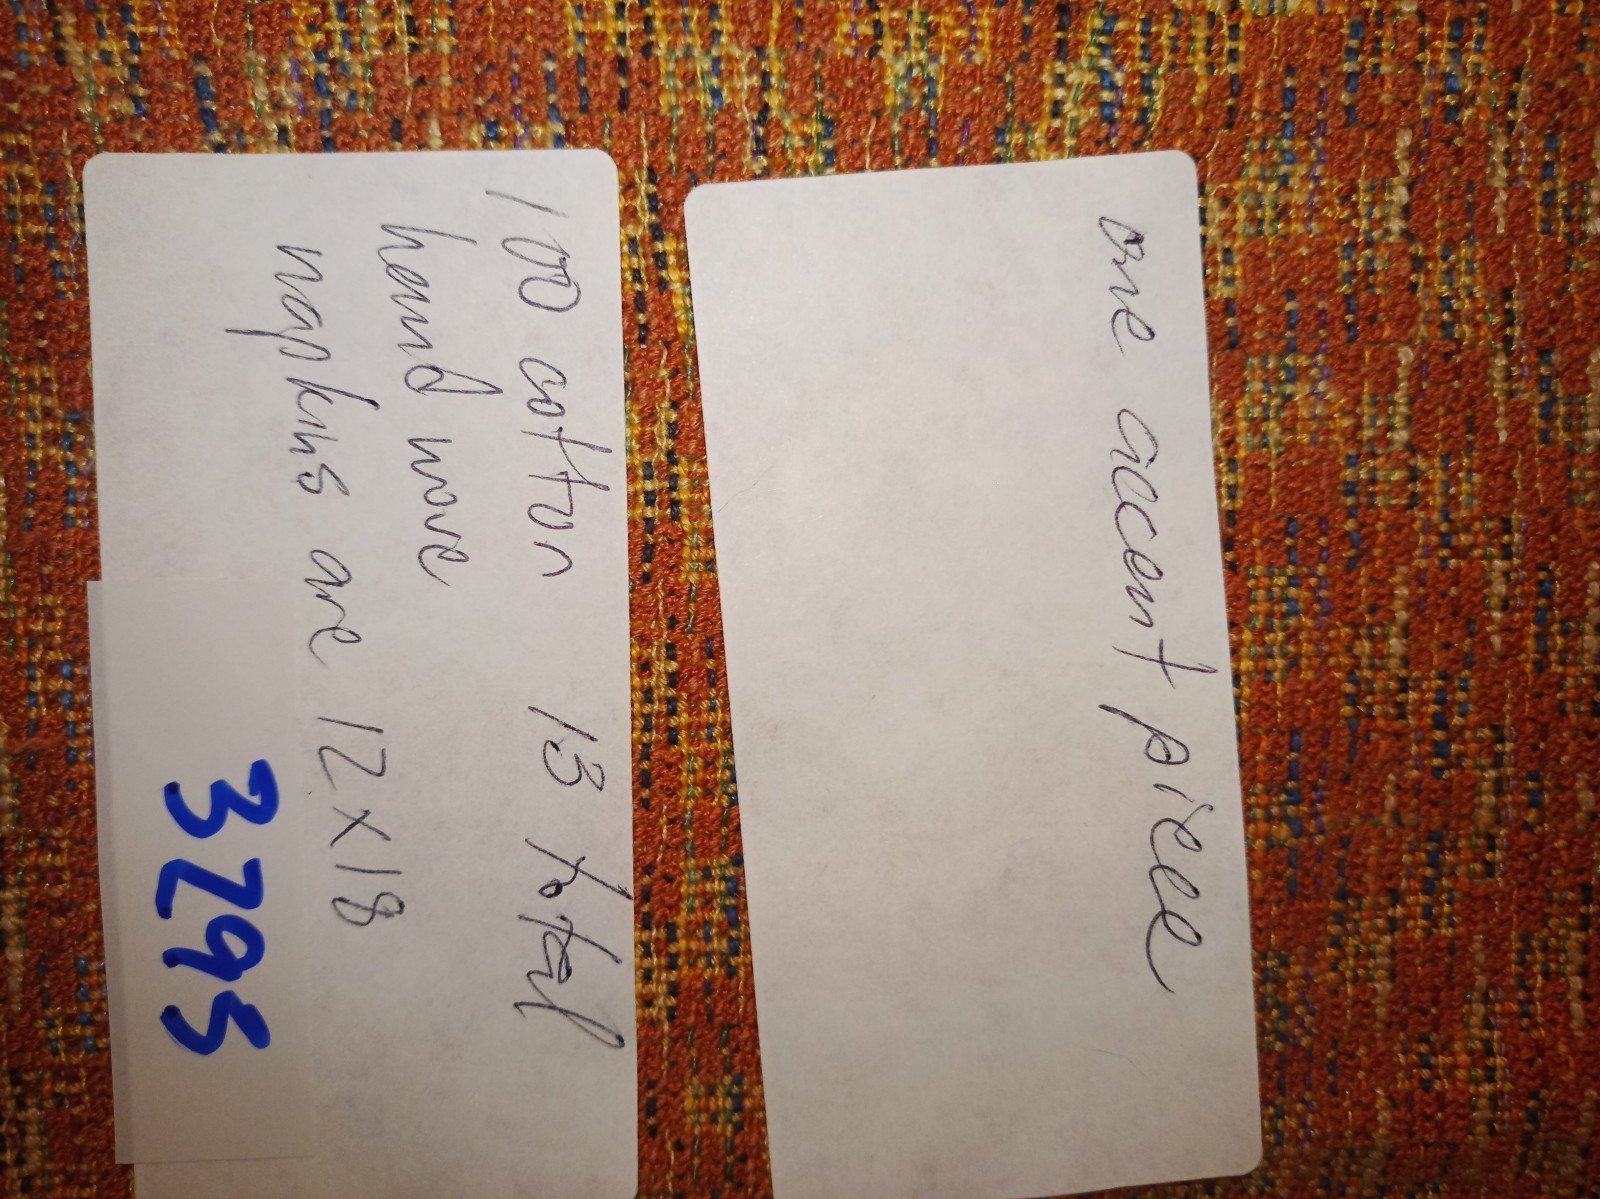 one accent piece
100 cotton 13 total
hand wove
napkins are 12x18
3295